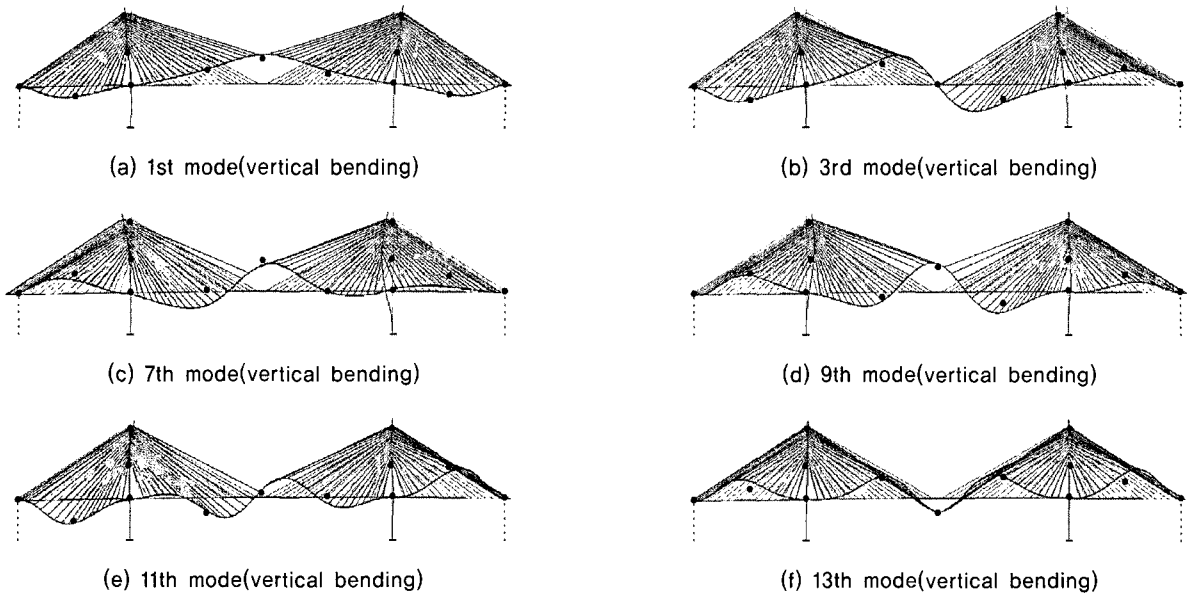 (a) 1st mode(vertical bending)
(b) 3rd mode(vertical bending)
(c) 7th mode(vertical bending)
(d) 9th mode(vertical bending)
(e) 11th mode(vertical bending)
(f) 13th mode(vertical bending)